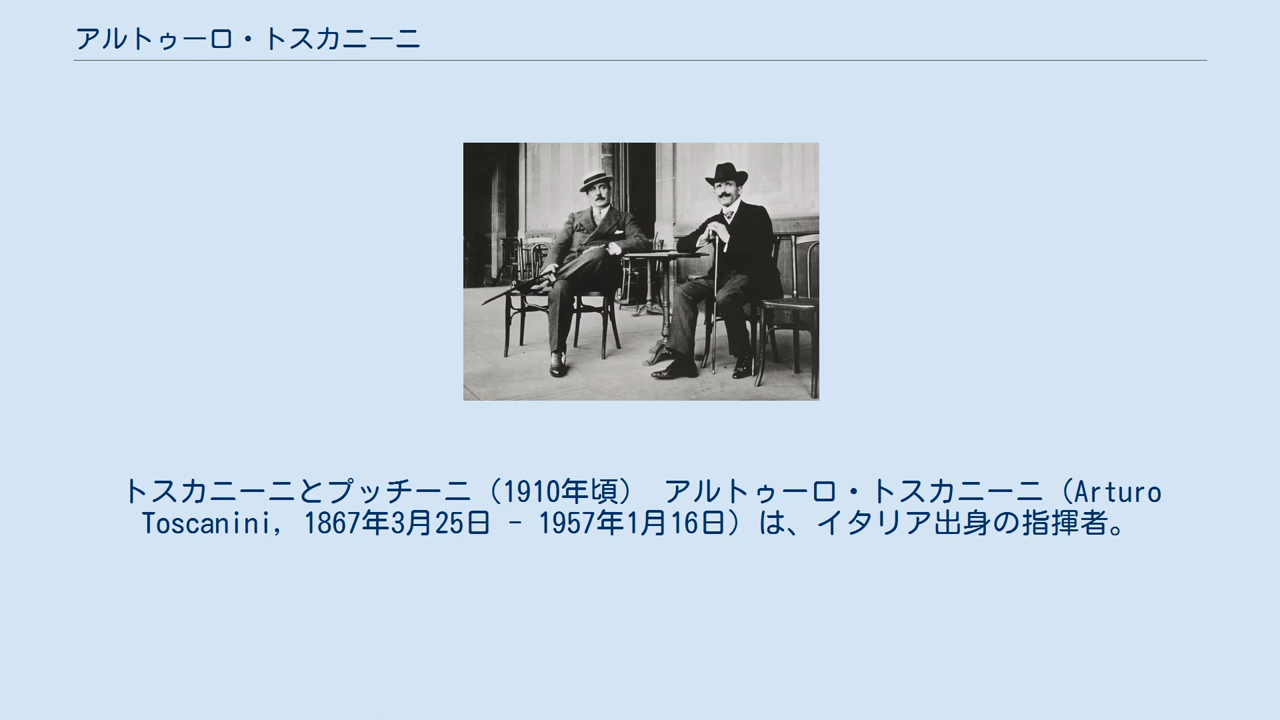 アルトゥーロ・トスカニーニ
トスカニーニとプッチーニ（1910年頃） アルトゥーロ・トスカニーニ（Arturo
Toscanini, 1867年3月25日 - 1957年1月16日）は、イタリア出身の指揮者。